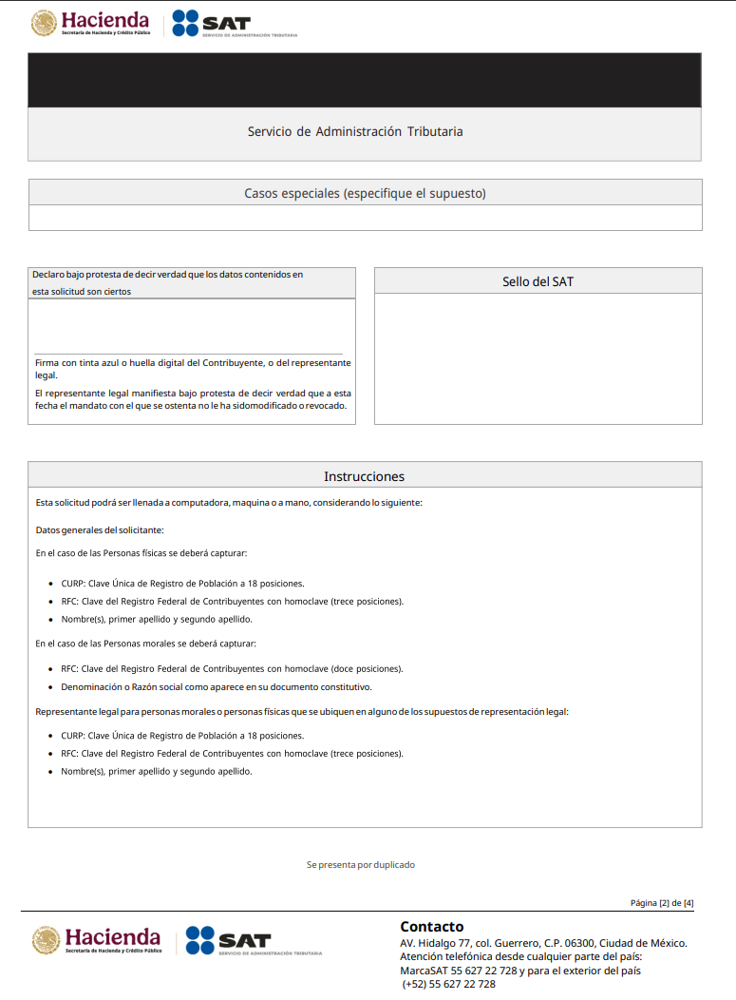 Hacienda
Secretaría de Hacienda y Crédito Público
SAT
SERVICIO DE ADMINISTRACIÓN TRIBUTARIA
Servicio de Administración Tributaria
Casos especiales (especifique el supuesto)
Declaro bajo protesta de decir verdad que los datos contenidos en
esta solicitud son ciertos
Firma con tinta azul o huella digital del Contribuyente, o del representante
legal.
El representante legal manifiesta bajo protesta de decir verdad que a esta
fecha el mandato con el que se ostenta no le ha sidomodificado o revocado.
Sello del SAT
Instrucciones
Esta solicitud podrá ser llenada a computadora, maquina o a mano, considerando lo siguiente:
Datos generales del solicitante:
En el caso de las Personas físicas se deberá capturar:
• CURP: Clave Única de Registro de Población a 18 posiciones.
• RFC: Clave del Registro Federal de Contribuyentes con homoclave (trece posiciones).
• Nombre(s), primer apellido y segundo apellido.
En el caso de las Personas morales se deberá capturar:
• RFC: Clave del Registro Federal de Contribuyentes con homoclave (doce posiciones).
• Denominación o Razón social como aparece en su documento constitutivo.
Representante legal para personas morales o personas físicas que se ubiquen en alguno de los supuestos de representación legal:
• CURP: Clave Única de Registro de Población a 18 posiciones.
• RFC: Clave del Registro Federal de Contribuyentes con homoclave (trece posiciones).
• Nombre(s), primer apellido y segundo apellido.
Se presenta por duplicado
Página [2] de [4]
Hacienda
Secretaría de Hacienda y Crédito Público
SAT
SERVICIO DE ADMINISTRACIÓN TRIBUTARIA
Contacto
AV. Hidalgo 77, col. Guerrero, C.P. 06300, Ciudad de México.
Atención telefónica desde cualquier parte del país:
MarcaSAT 55 627 22 728 y para el exterior del país
(+52) 55 627 22 728